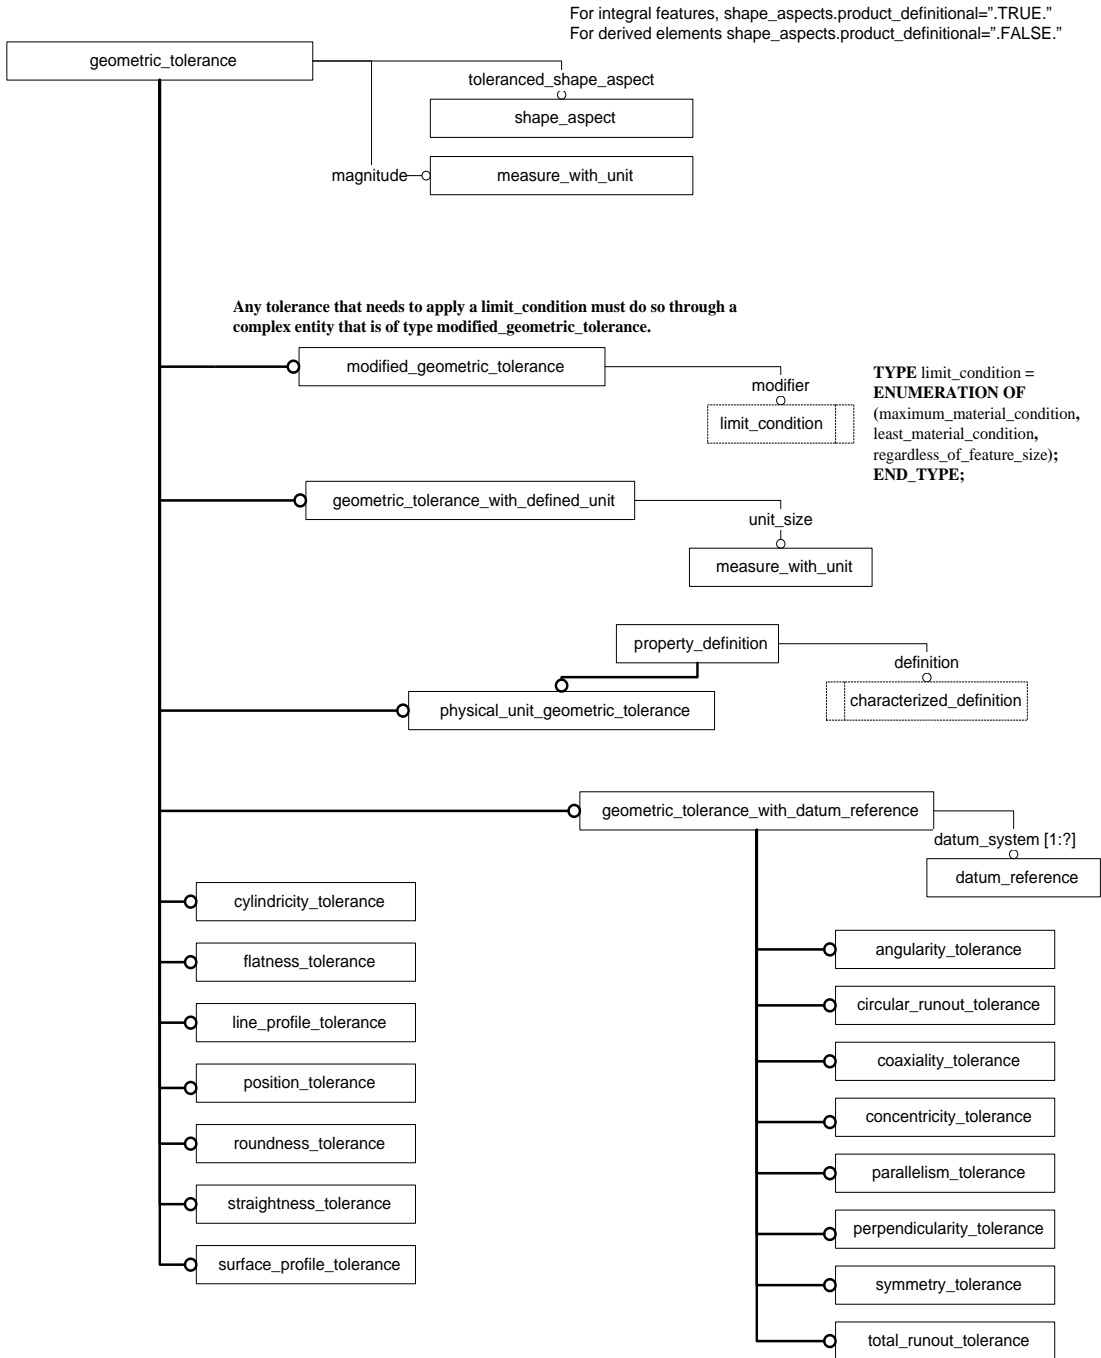 For integral features, shape_aspects.product_definitional=”.TRUE.”
For derived elements shape_aspects.product_definitional=”.FALSE.”
geometric_tolerance
toleranced_shape_aspect
shape_aspect
magnitude
measure_with_unit
Any tolerance that needs to apply a limit_condition must do so through a
complex entity that is of type modified_geometric_tolerance.
modified_geometric_tolerance
modifier
limit_condition
TYPE limit_condition =
ENUMERATION OF
(maximum_material_condition,
least_material_condition,
regardless_of_feature_size);
END_TYPE;
geometric_tolerance_with_defined_unit
unit_size
measure_with_unit
property_definition
definition
characterized_definition
physical_unit_geometric_tolerance
geometric_tolerance_with_datum_reference
datum_system [1:?]
datum_reference
cylindricity_tolerance
flatness_tolerance
line_profile_tolerance
position_tolerance
roundness_tolerance
straightness_tolerance
surface_profile_tolerance
angularity_tolerance
circular_runout_tolerance
coaxiality_tolerance
concentricity_tolerance
parallelism_tolerance
perpendicularity_tolerance
symmetry_tolerance
total_runout_tolerance